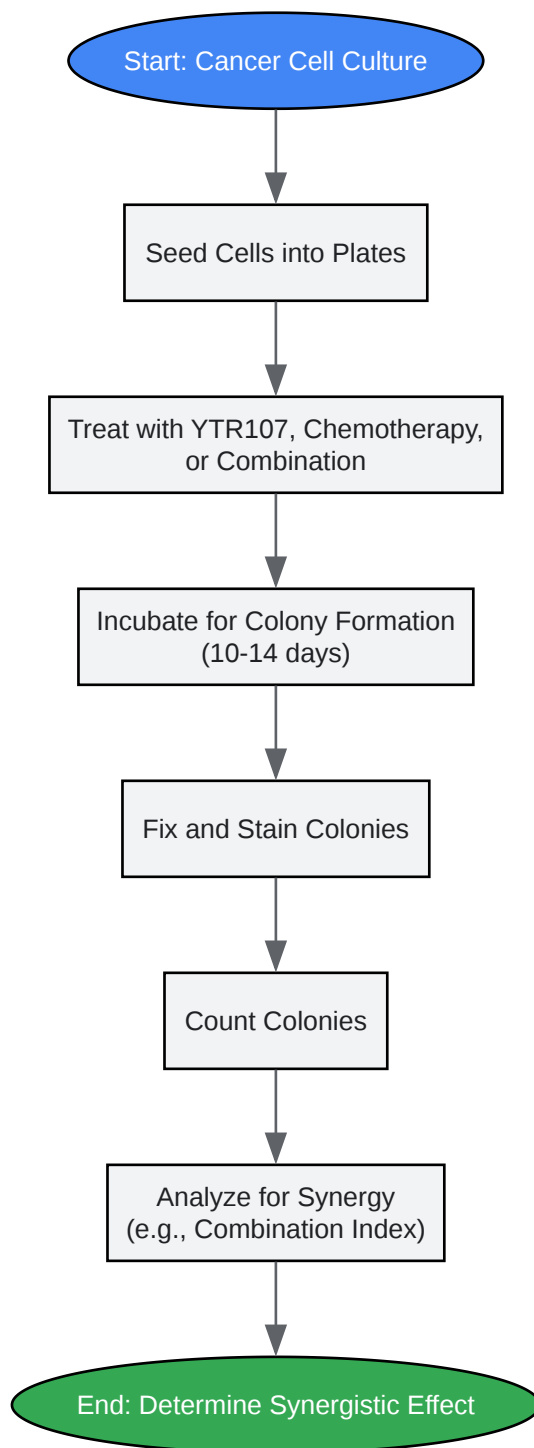 Start: Cancer Cell Culture
Seed Cells into Plates
Treat with YTR107, Chemotherapy,
or Combination
Incubate for Colony Formation
(10-14 days)
Fix and Stain Colonies
Count Colonies
Analyze for Synergy
(e.g., Combination Index)
End: Determine Synergistic Effect